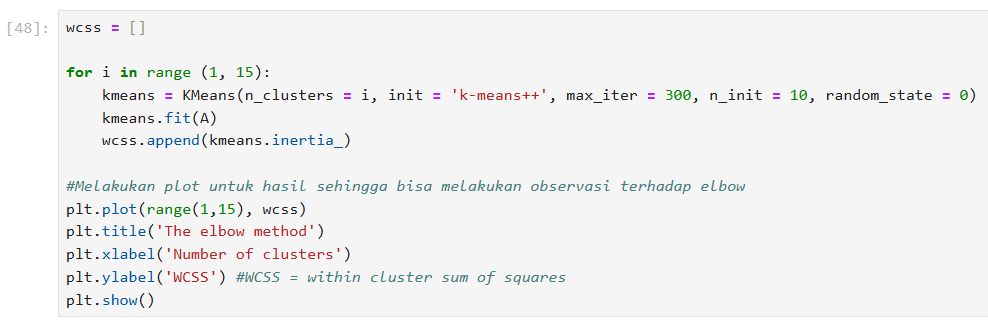 [48]: wcss = []
for i in range (1, 15):
    kmeans = KMeans(n_clusters = i, init = 'k-means++', max_iter = 300, n_init = 10, random_state = 0)
    kmeans.fit(A)
    wcss.append(kmeans.inertia_)
#Melakukan plot untuk hasil sehingga bisa melakukan observasi terhadap elbow
plt.plot(range(1,15), wcss)
plt.title('The elbow method')
plt.xlabel('Number of clusters')
plt.ylabel('WCSS') #WCSS = within cluster sum of squares
plt.show()